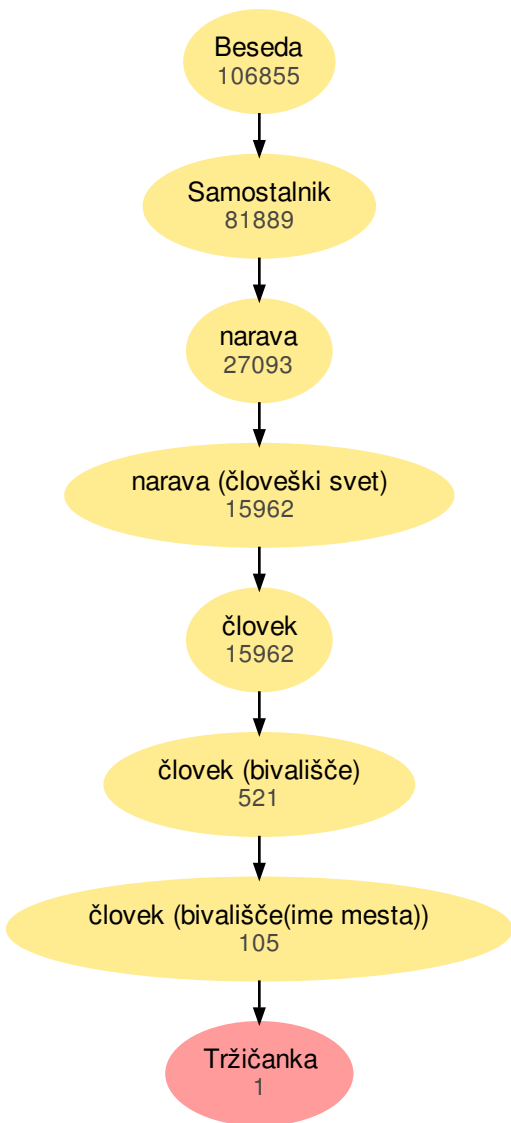 Beseda
106855
Samostalnik
81889
narava
27093
narava (človeški svet)
15962
človek
15962
človek (bivališče)
521
človek (bivališče(ime mesta))
105
Tržičanka
1